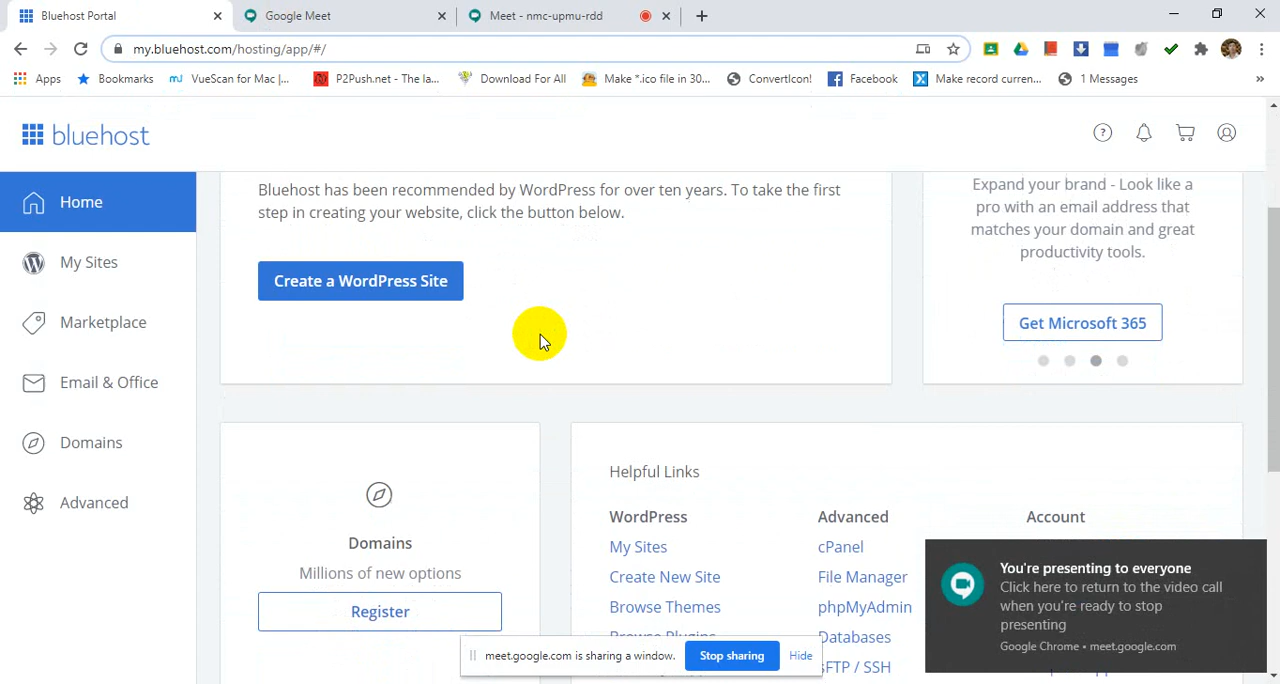 Bluehost Portal
Google Meet
Meet - nmc-upmu-rdd
my.bluehost.com/hosting/app/#/
Apps
Bookmarks
VueScan for Mac |...
P2Push.net - The la...
Download For All
Make *.ico file in 30...
ConvertIcon!
Facebook
Make record curren...
1 Messages
»
bluehost
Home
My Sites
Marketplace
Email & Office
Domains
Advanced
Bluehost has been recommended by WordPress for over ten years. To take the first
step in creating your website, click the button below.
Create a WordPress Site
Expand your brand - Look like a
pro with an email address that
matches your domain and great
productivity tools.
Get Microsoft 365
Domains
Millions of new options
Register
Helpful Links
WordPress
My Sites
Create New Site
Browse Themes
Browse Plugins
Advanced
cPanel
File Manager
phpMyAdmin
Databases
sFTP / SSH
Account
You're presenting to everyone
Click here to return to the video call
when you're ready to stop
presenting
Google Chrome • meet.google.com
meet.google.com is sharing a window.
Stop sharing
Hide